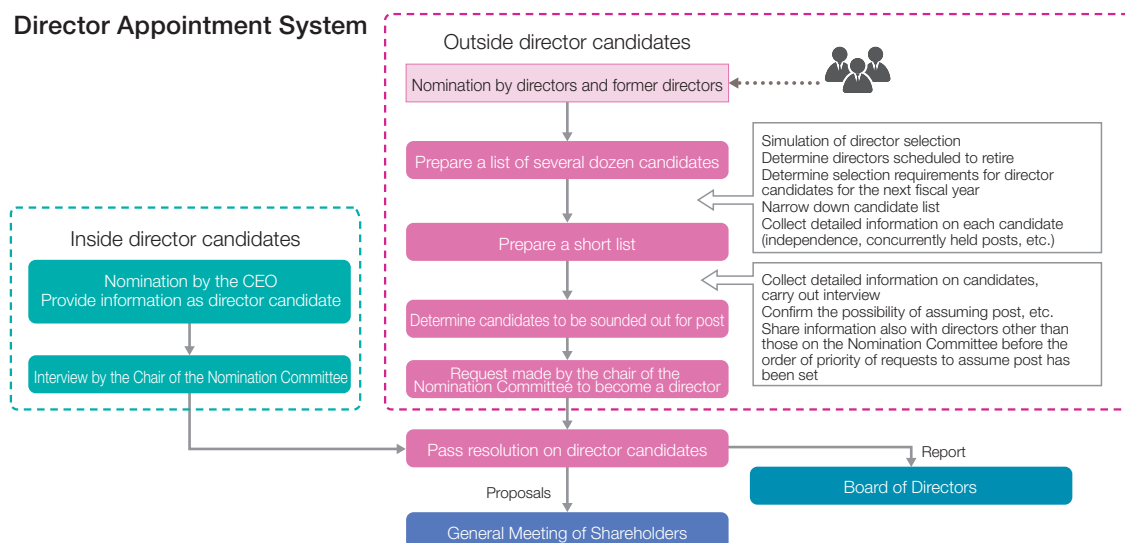 Director Appointment System
Outside director candidates
Nomination by directors and former directors
Prepare a list of several dozen candidates
Simulation of director selection
Determine directors scheduled to retire
Determine selection requirements for director
candidates for the next fiscal year
Narrow down candidate list
Collect detailed information on each candidate
(independence, concurrently held posts, etc.)
Prepare a short list
Collect detailed information on candidates,
carry out interview
Confirm the possibility of assuming post, etc.
Share information also with directors other than
those on the Nomination Committee before the
order of priority of requests to assume post has
been set
Determine candidates to be sounded out for post
Request made by the chair of the
Nomination Committee to become a director
Inside director candidates
Nomination by the CEO
Provide information as director candidate
Interview by the Chair of the Nomination Committee
Pass resolution on director candidates
Report
Board of Directors
Proposals
General Meeting of Shareholders